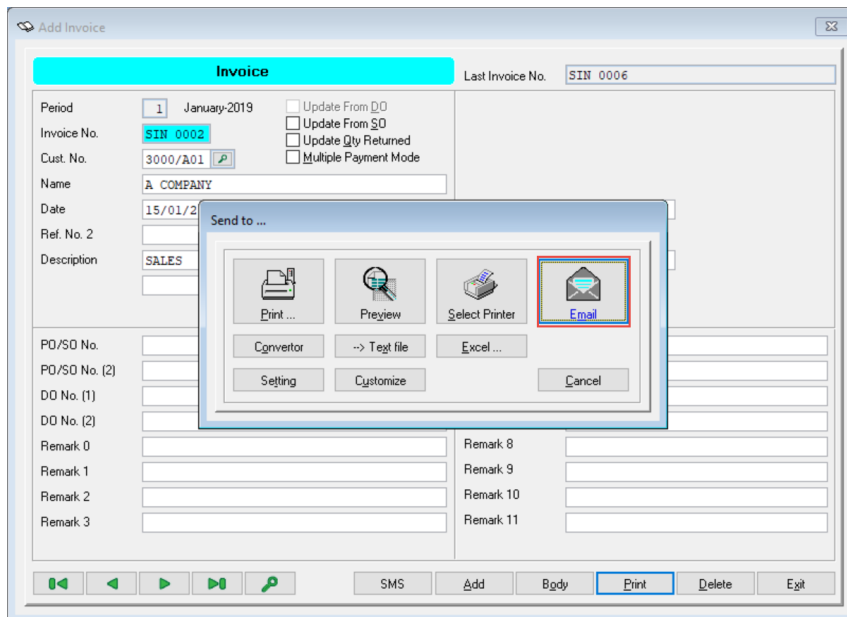 Add Invoice
Invoice
Last Invoice No. SIN 0006
Period 1 January-2019
Update From DO
Invoice No. SIN 0002
Update From SO
Update Qty Returned
Cust. No. 3000/A01
Multiple Payment Mode
Name A COMPANY
Date 15/01/2
Ref. No. 2
Description SALES
Send to ...
Print ... Preview Select Printer Email
Convertor --> Text file Excel ...
Setting Customize Cancel
PO/SO No.
PO/SO No. (2)
DO No. (1)
DO No. (2)
Remark 0 Remark 8
Remark 1 Remark 9
Remark 2 Remark 10
Remark 3 Remark 11
SMS Add Body Print Delete Exit